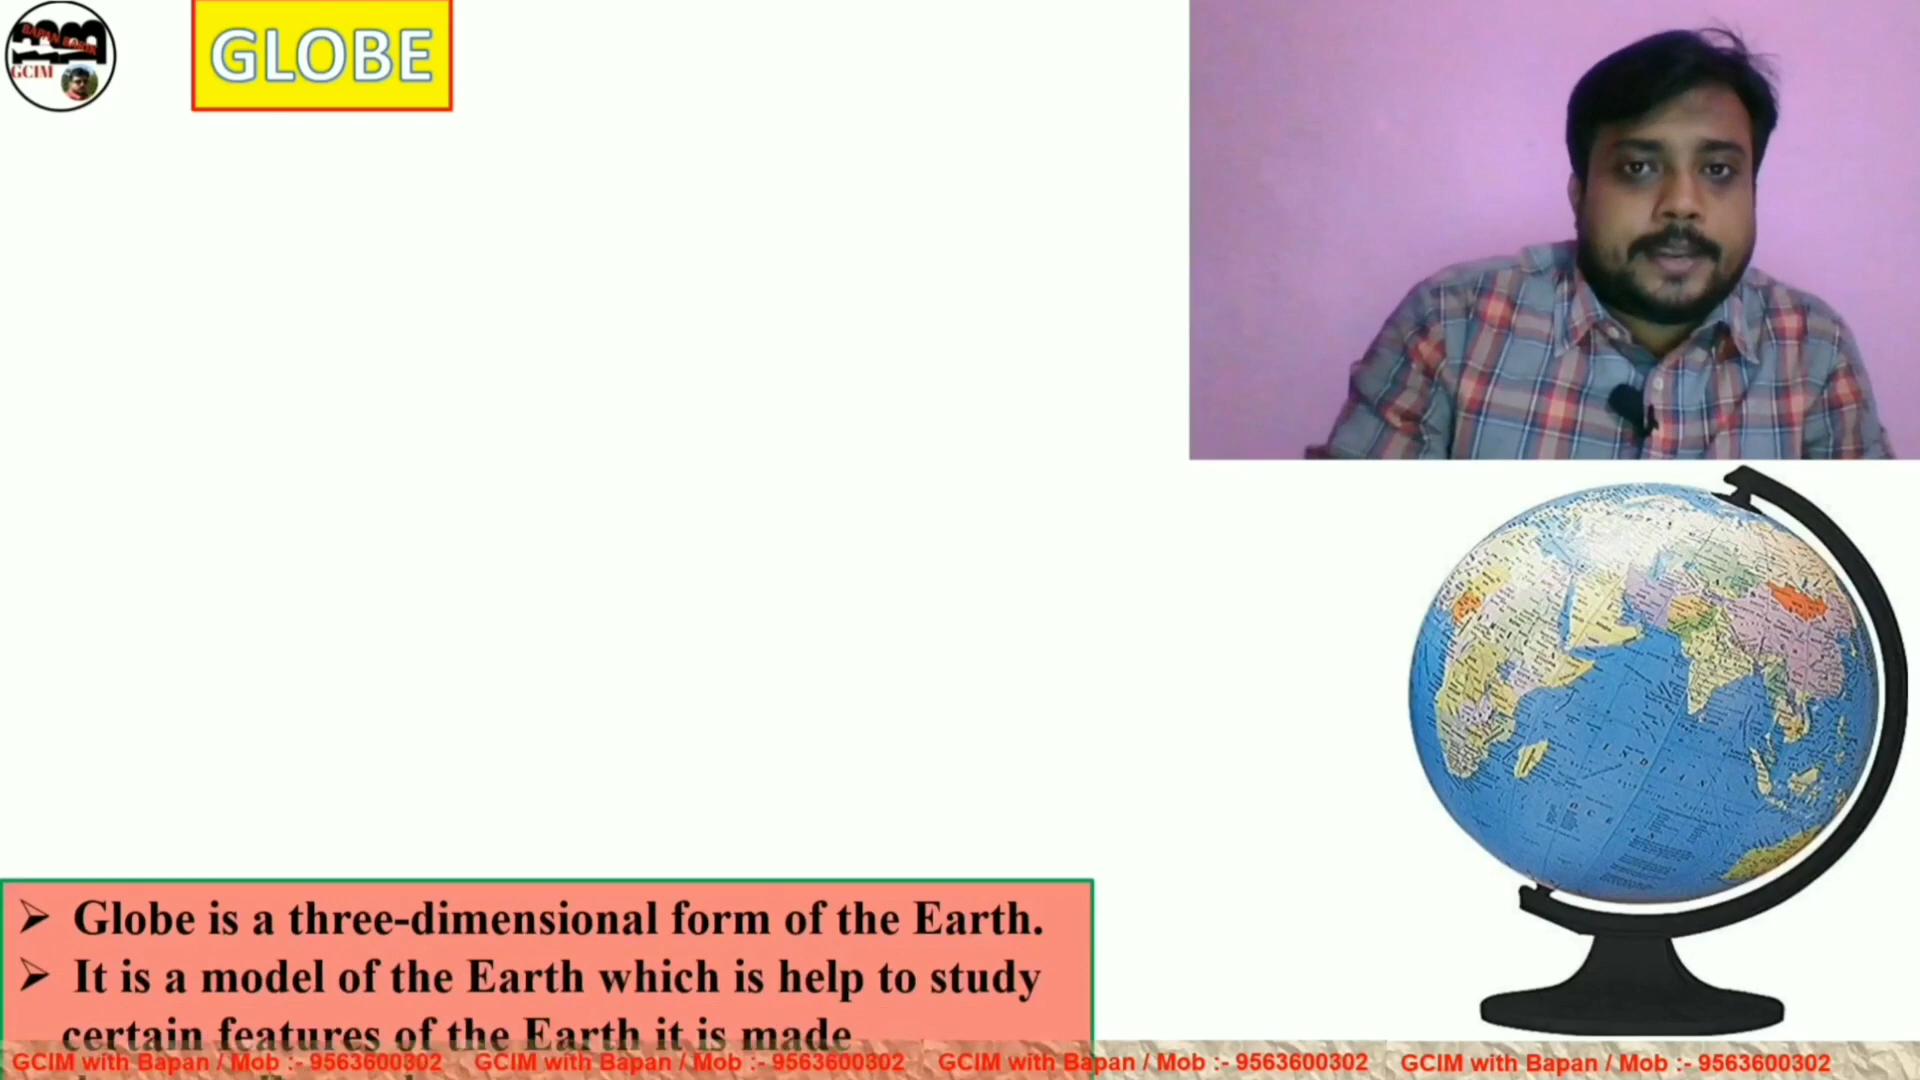 BAPAN
GCIM
GLOBE
➢ Globe is a three-dimensional form of the Earth.
➢ It is a model of the Earth which is help to study
certain features of the Earth it is made
GCIM with Bapan / Mob :- 9563600302 GCIM with Bapan / Mob :- 9563600302 GCIM with Bapan / Mob :- 9563600302 GCIM with Bapan / Mob :- 9563600302